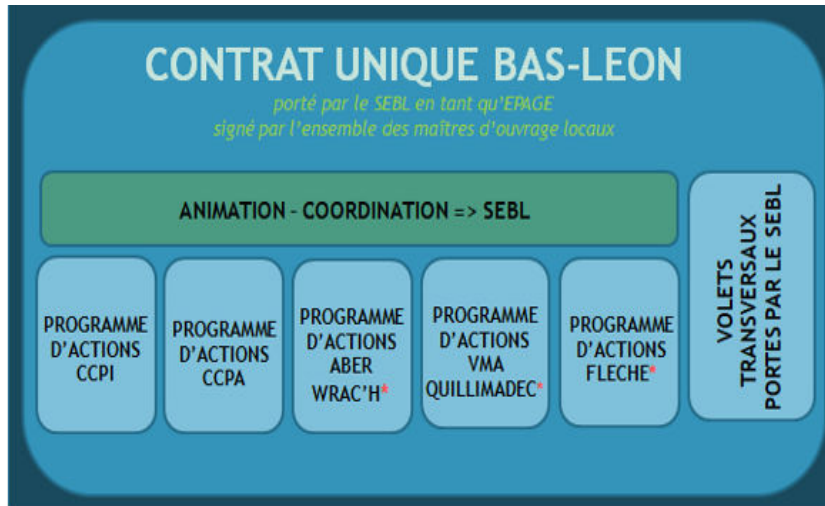 CONTRAT UNIQUE BAS-LEON
porté par le SEBL en tant qu'EPAGE
signé par l'ensemble des maîtres d'ouvrage locaux
ANIMATION - COORDINATION => SEBL
PROGRAMME
D'ACTIONS
CCPI
PROGRAMME
D'ACTIONS
CCPA
PROGRAMME
D'ACTIONS
ABER
WRAC'H*
PROGRAMME
D'ACTIONS
VMA
QUILLIMADEC*
PROGRAMME
D'ACTIONS
FLECHE*
VOLETS
TRANSVERSAUX
PORTES PAR LE SEBL